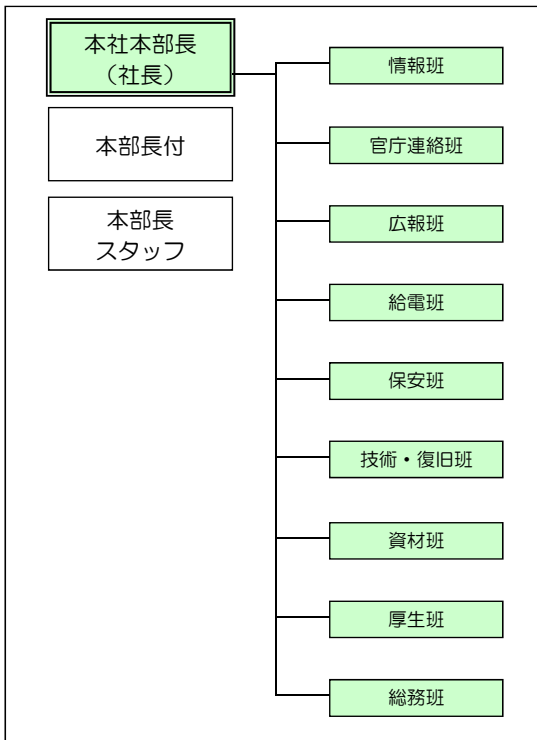 本社本部長
（社長）
本部長付
本部長
スタッフ
情報班
官庁連絡班
広報班
給電班
保安班
技術・復旧班
資材班
厚生班
総務班